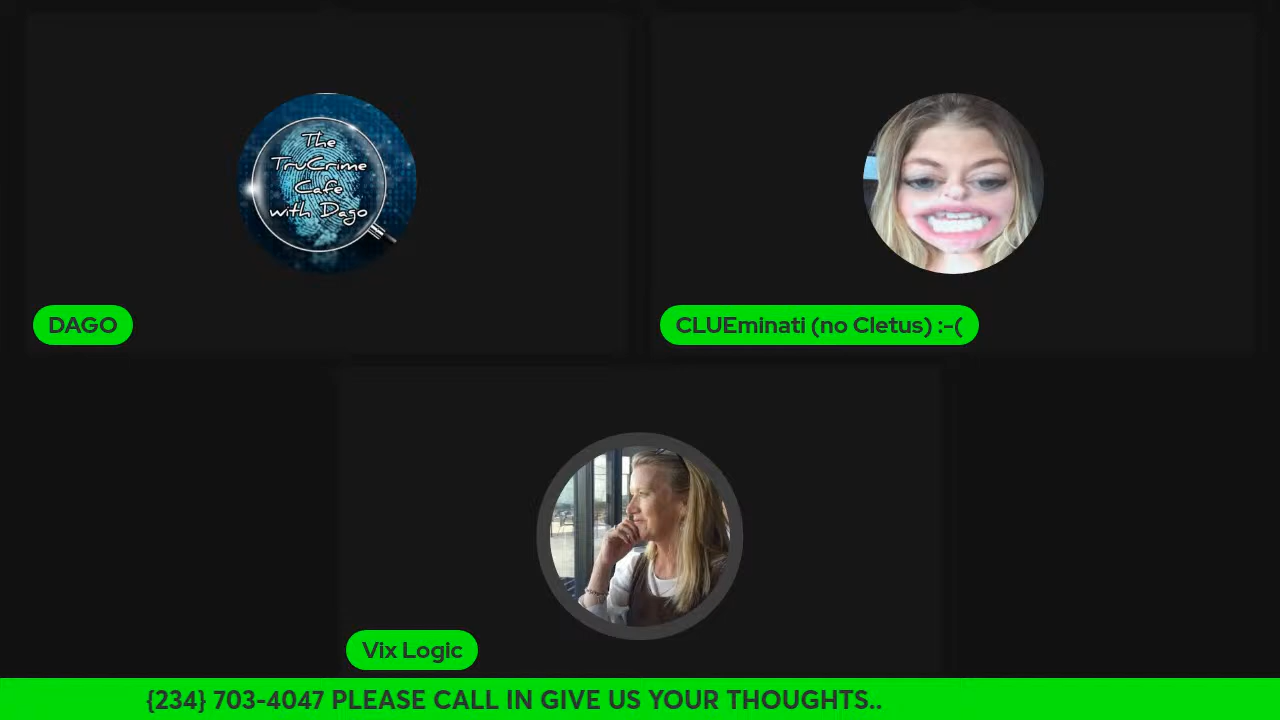 The
TruCrime
Cafe
with Dago
DAGO
CLUEminati (no Cletus) :-(
Vix Logic
{234} 703-4047 PLEASE CALL IN GIVE US YOUR THOUGHTS..